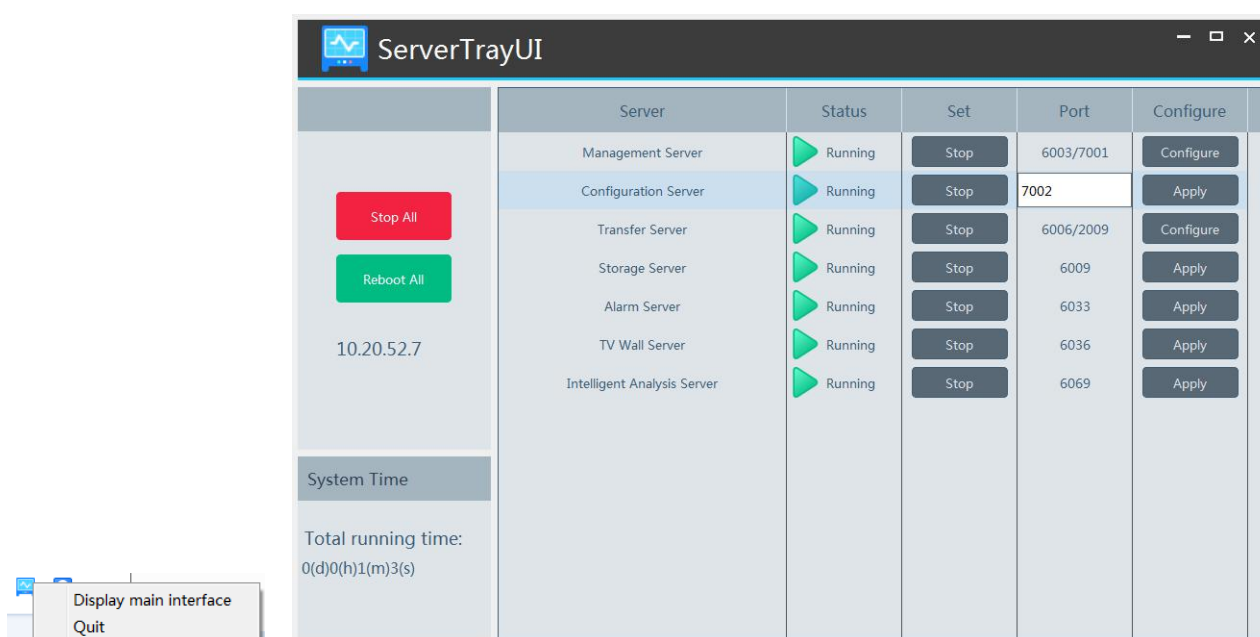 ServerTrayUI
Server Status Set Port Configure
Management Server Running Stop 6003/7001 Configure
Configuration Server Running Stop 7002 Apply
Transfer Server Running Stop 6006/2009 Configure
Storage Server Running Stop 6009 Apply
Alarm Server Running Stop 6033 Apply
TV Wall Server Running Stop 6036 Apply
Intelligent Analysis Server Running Stop 6069 Apply
Stop All
Reboot All
10.20.52.7
System Time
Total running time:
0(d)0(h)1(m)3(s)
Display main interface
Quit